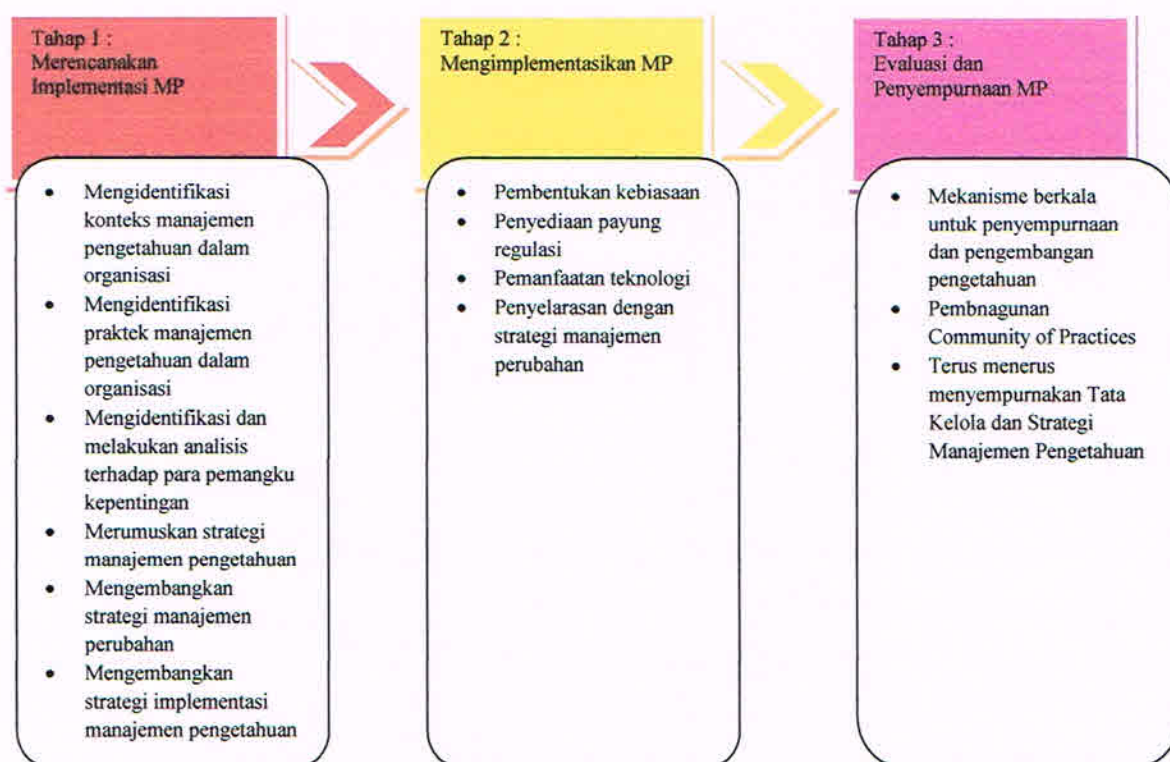 Tahap 1 :
Merencanakan
Implementasi MP
• Mengidentifikasi
konteks manajemen
pengetahuan dalam
organisasi
• Mengidentifikasi
praktek manajemen
pengetahuan dalam
organisasi
• Mengidentifikasi dan
melakukan analisis
terhadap para pemangku
kepentingan
• Merumuskan strategi
manajemen pengetahuan
• Mengembangkan
strategi manajemen
perubahan
• Mengembangkan
strategi implementasi
manajemen pengetahuan
Tahap 2 :
Mengimplementasikan MP
• Pembentukan kebiasaan
• Penyediaan payung
regulasi
• Pemanfaatan teknologi
• Penyelarasan dengan
strategi manajemen
perubahan
Tahap 3 :
Evaluasi dan
Penyempurnaan MP
• Mekanisme berkala
untuk penyempurnaan
dan pengembangan
pengetahuan
• Pembnagunan
Community of Practices
• Terus menerus
menyempurnakan Tata
Kelola dan Strategi
Manajemen Pengetahuan